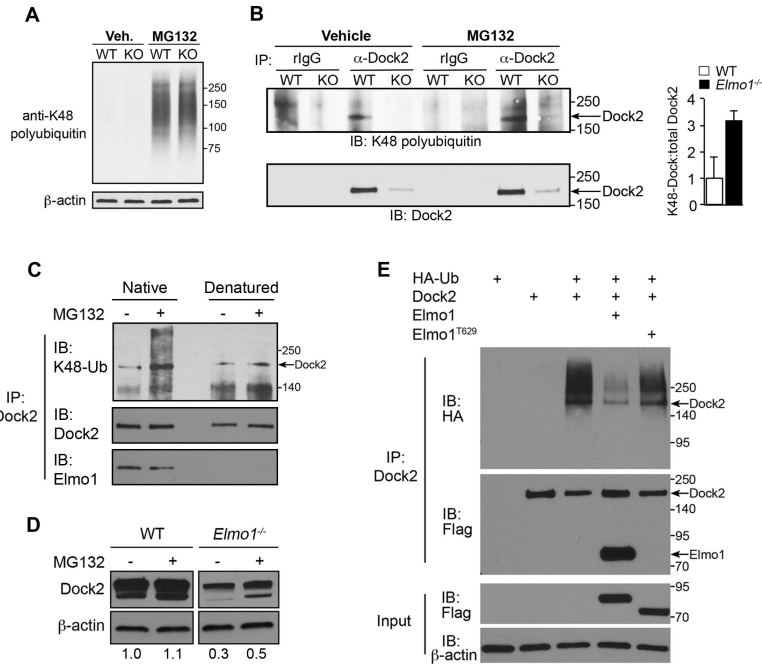 A
Veh. MG132
WT KO WT KO
anti-K48
polyubiquitin
250
150
100
75
β-actin
B
Vehicle MG132
IP: rIgG α-Dock2 rIgG α-Dock2
WT KO WT KO WT KO WT KO
250
Dock2
150
IB: K48 polyubiquitin
250
Dock2
150
IB: Dock2
WT
Elmo1-/-
K48-Dock:total Dock2
4
3
2
1
0
C
Native Denatured
MG132 - + - +
IP:
Dock2
IB:
K48-Ub
250
Dock2
140
IB:
Dock2
IB:
Elmo1
D
WT Elmo1-/-
MG132 - + - +
Dock2
β-actin
1.0 1.1 0.3 0.5
E
HA-Ub + + + +
Dock2 + + + +
Elmo1 +
Elmo1T629 +
IP:
Dock2
IB:
HA
250
Dock2
140
95
IB:
Flag
250
Dock2
140
95
Elmo1
70
Input
IB:
Flag
95
70
IB:
β-actin